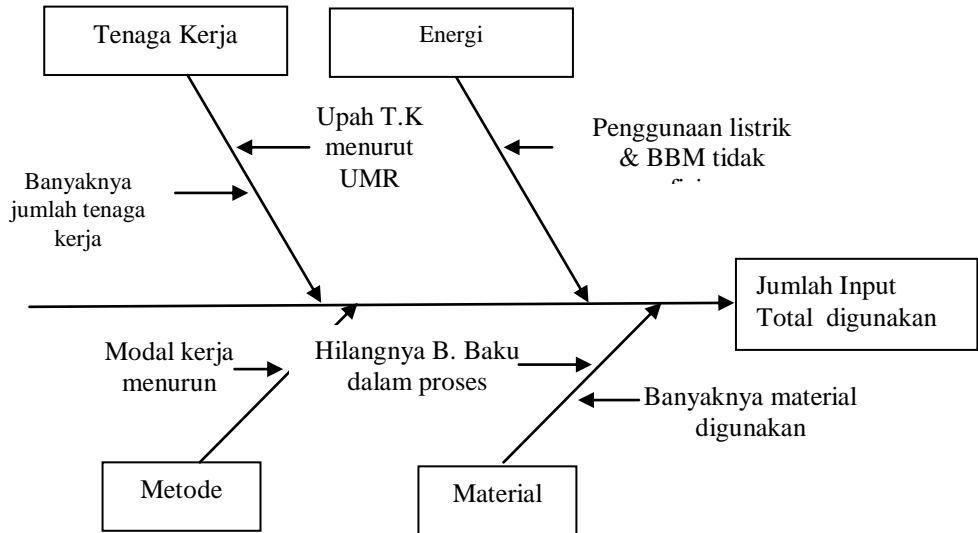 Tenaga Kerja
Energi
Upah T.K
menurut
UMR
Penggunaan listrik
& BBM tidak
Banyaknya
jumlah tenaga
kerja
Jumlah Input
Total digunakan
Modal kerja
menurun
Hilangnya B. Baku
dalam proses
Banyaknya material
digunakan
Metode
Material